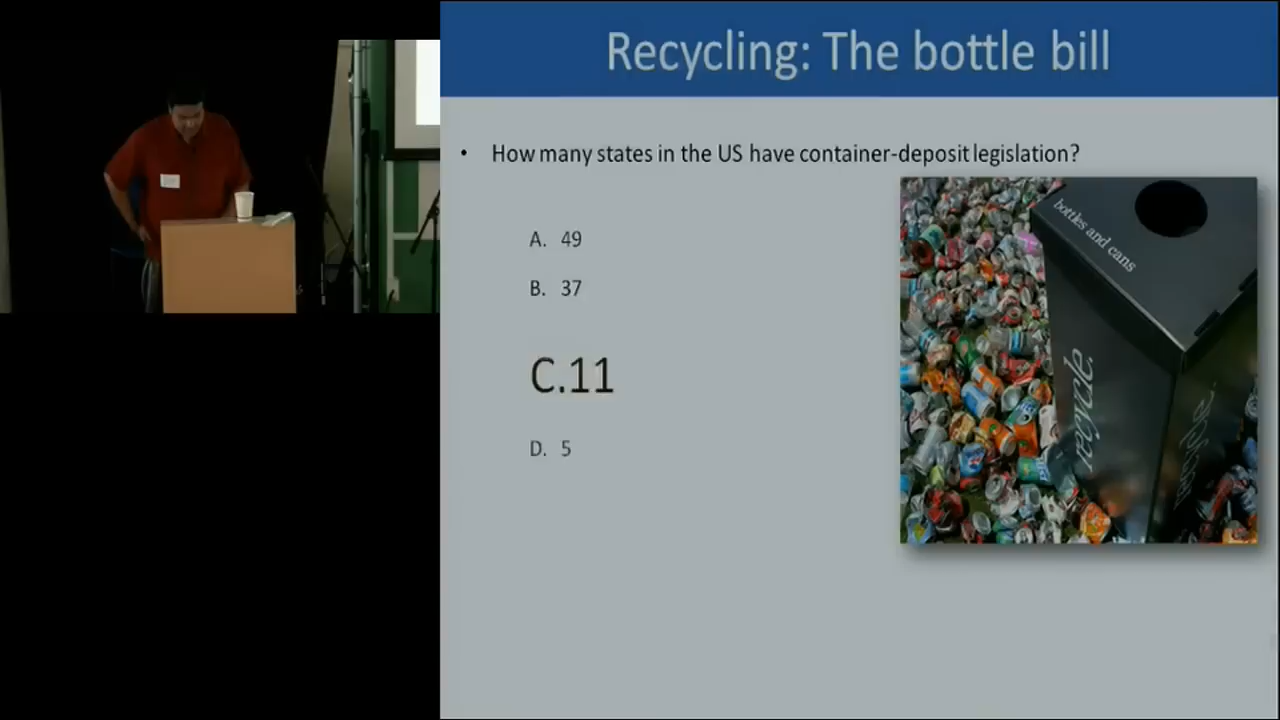 Recycling: The bottle bill
• How many states in the US have container-deposit legislation?
A. 49
B. 37
C. 11
D. 5
bottles and cans
recycle.
recycle.